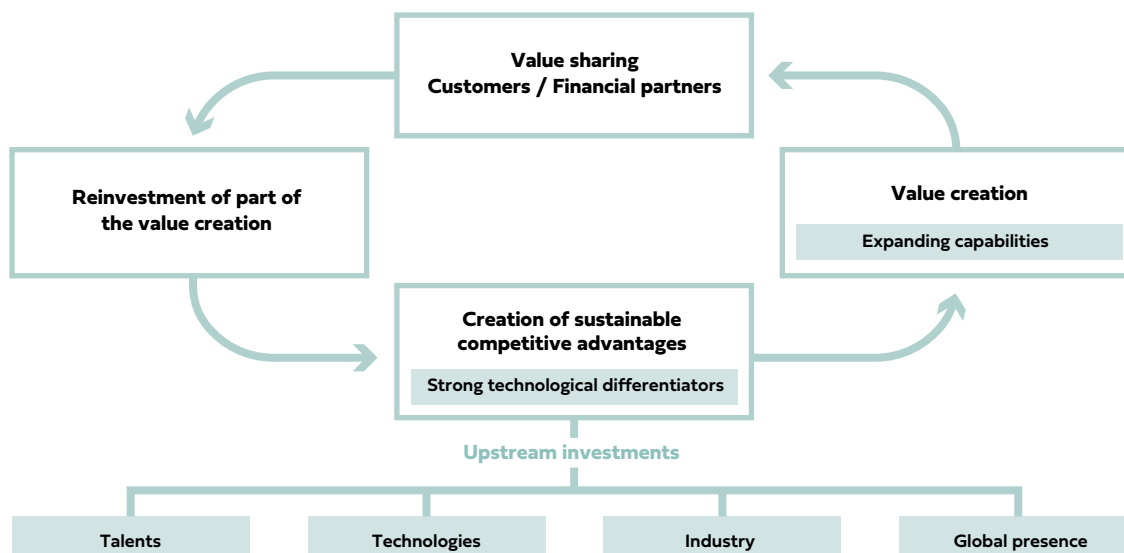 Value sharing
Customers / Financial partners
Reinvestment of part of
the value creation
Value creation
Expanding capabilities
Creation of sustainable
competitive advantages
Strong technological differentiators
Upstream investments
Talents
Technologies
Industry
Global presence